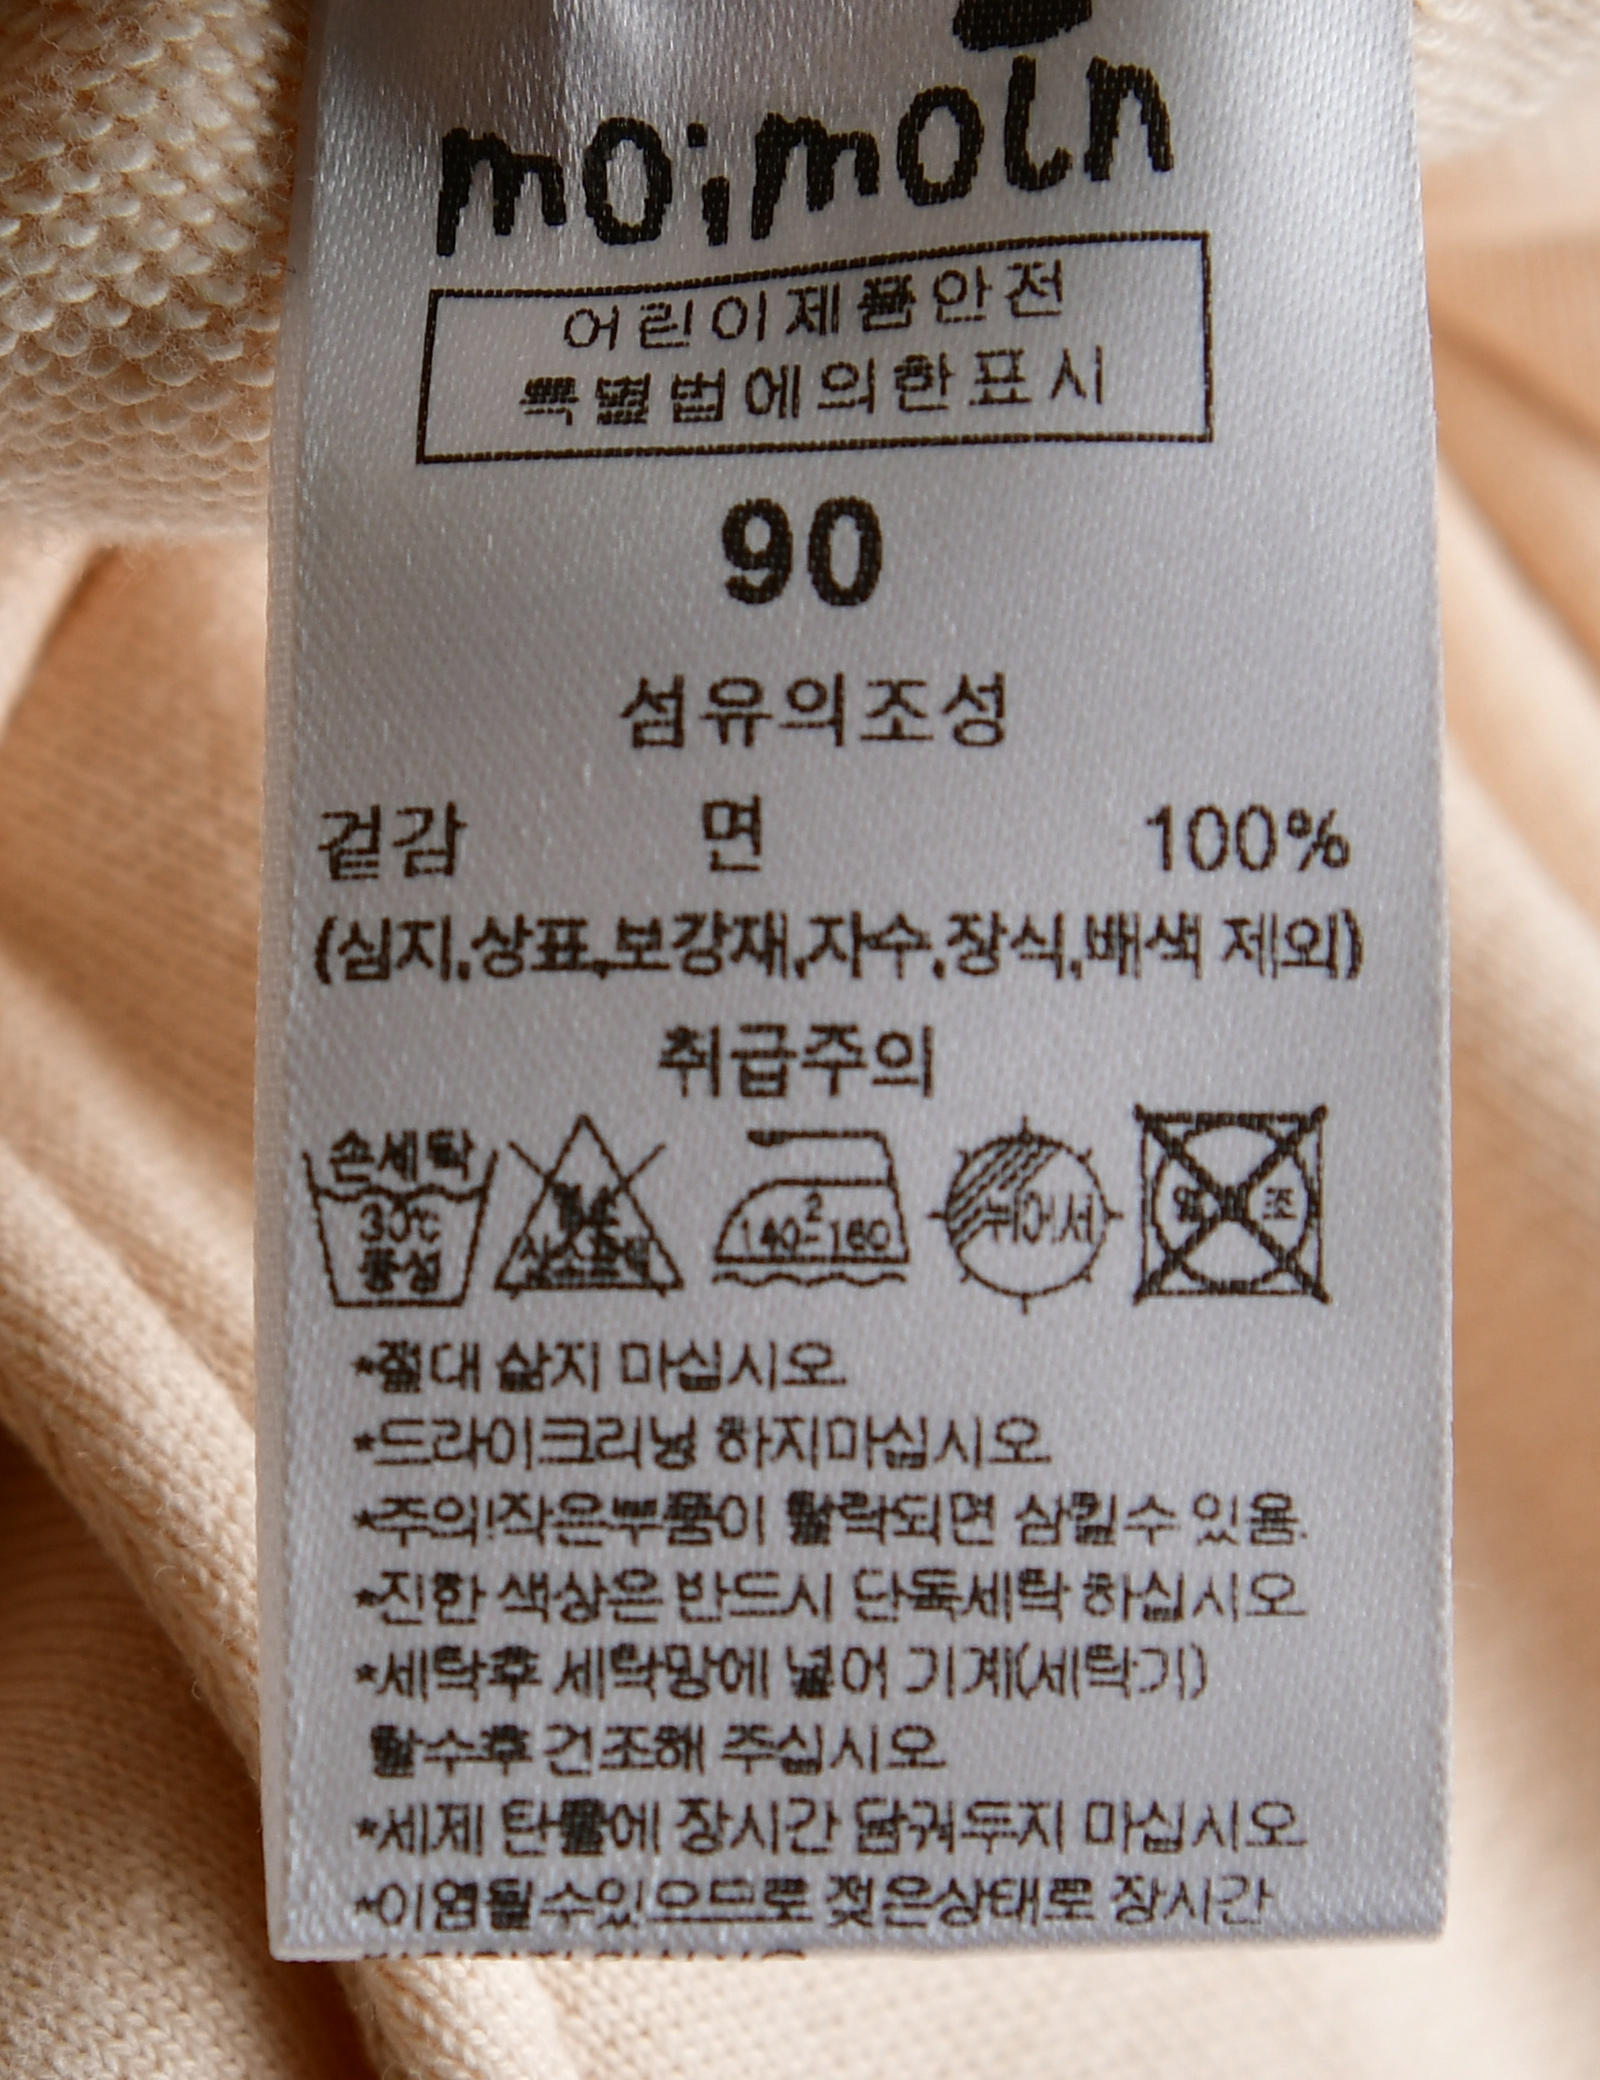 moimoln
어린이제품안전
특별법에의한표시
90
섬유의조성
겉감 면 100%
(심지,상표,보강재,자수,장식,배색 제외)
취급주의
손세탁
30℃
중성
염소
산소표백
2
140~160
뉘어서
조
*절대 삶지 마십시오.
*드라이크리닝 하지마십시오.
*주의!작은부품이 탈락되면 삼킬수 있음.
*진한 색상은 반드시 단독세탁 하십시오.
*세탁후 세탁망에 넣어 기계(세탁기)
탈수후 건조해 주십시오.
*세제 탄물에 장시간 담궈두지 마십시오.
*이염될수있으므로 젖은상태로 장시간